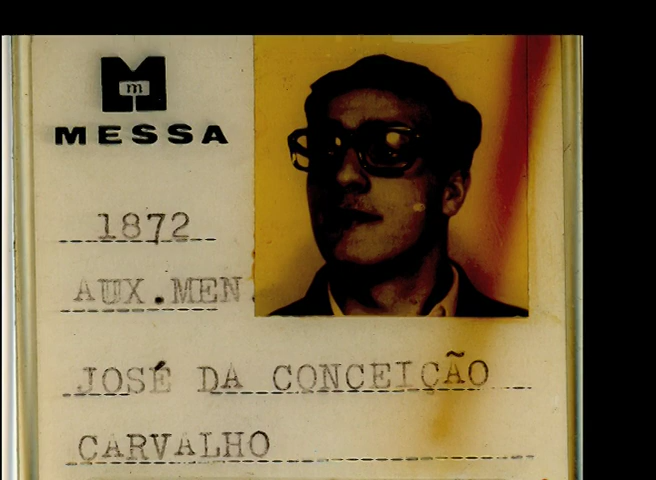 m
MESSA
1872
AUX.MEN.
JOSÉ DA CONCEIÇÃO
CARVALHO